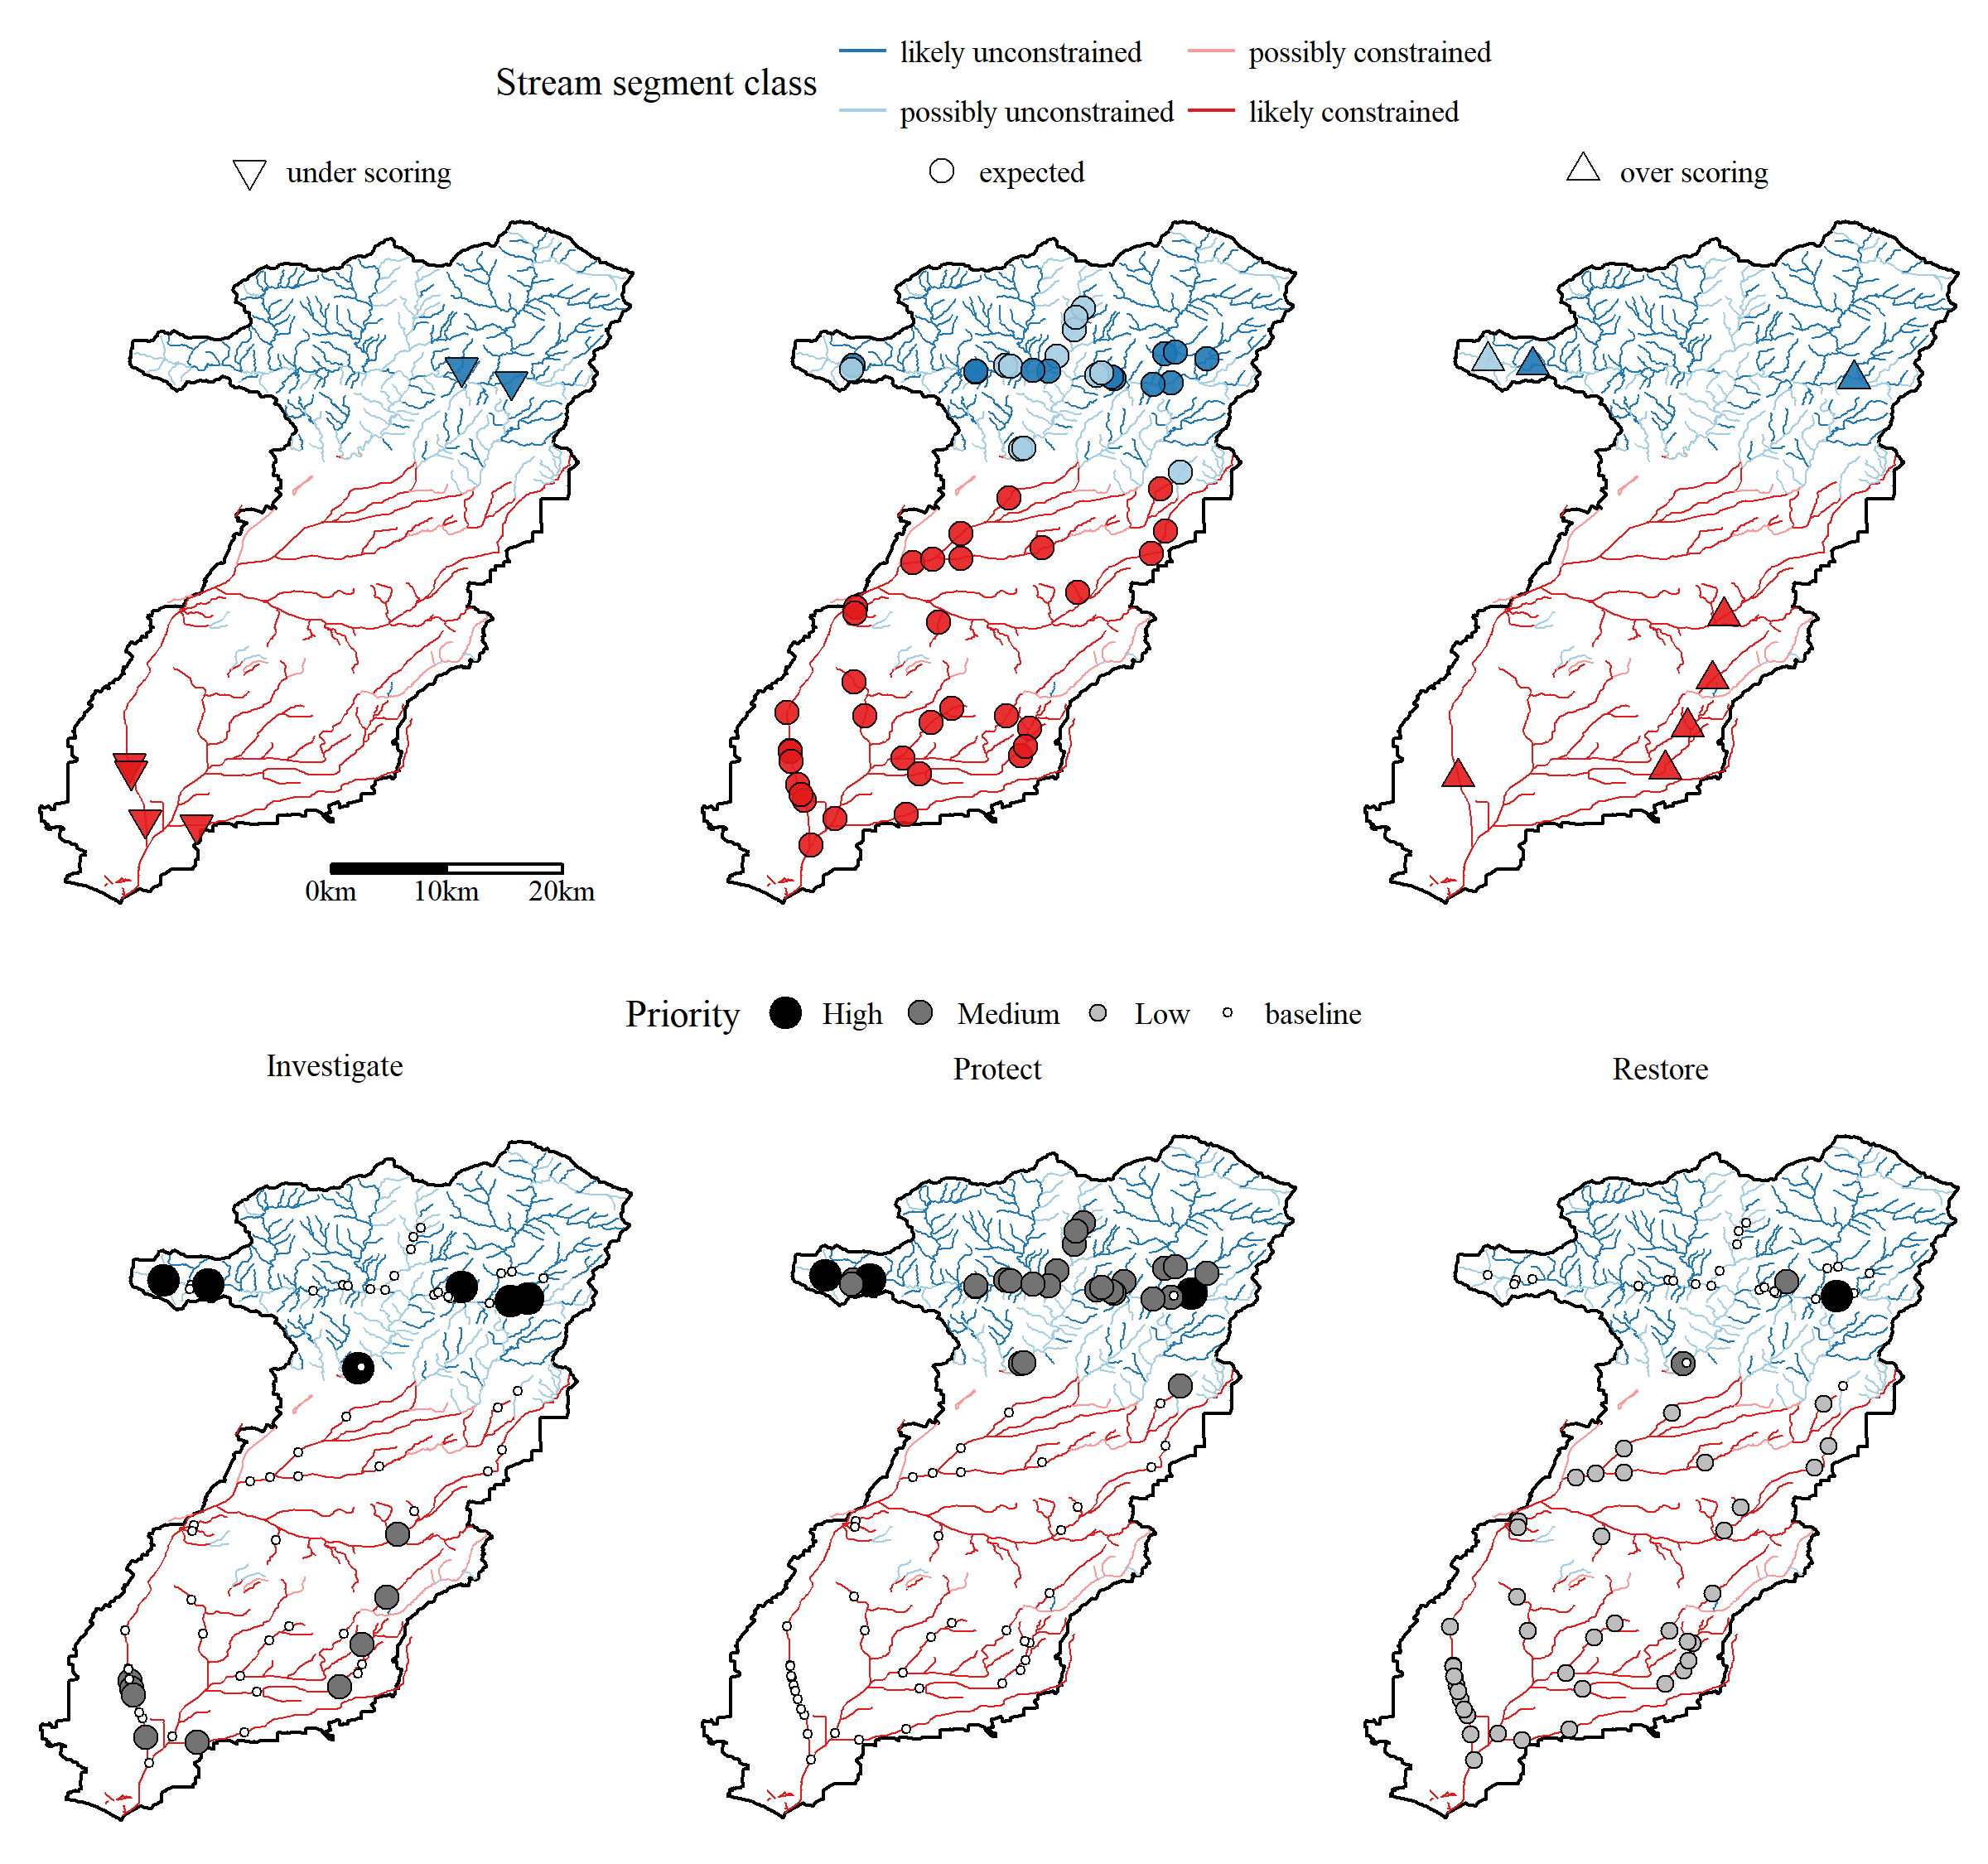 likely unconstrained
possibly constrained
Stream segment class
possibly unconstrained
likely constrained
under scoring
expected
over scoring
0km 10km 20km
Priority
High
Medium
Low
baseline
Investigate
Protect
Restore